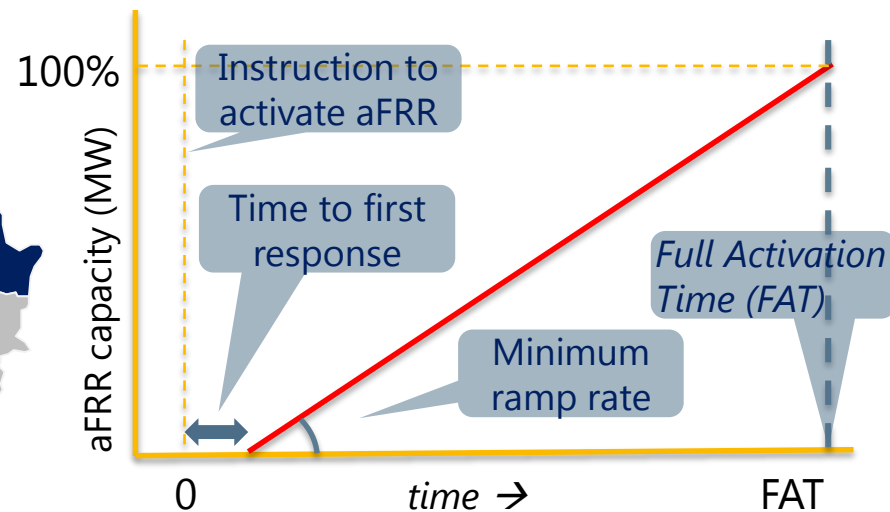 100%
Instruction to
activate aFRR
aFRR capacity (MW)
Time to first
response
Full Activation
Time (FAT)
Minimum
ramp rate
0
time →
FAT